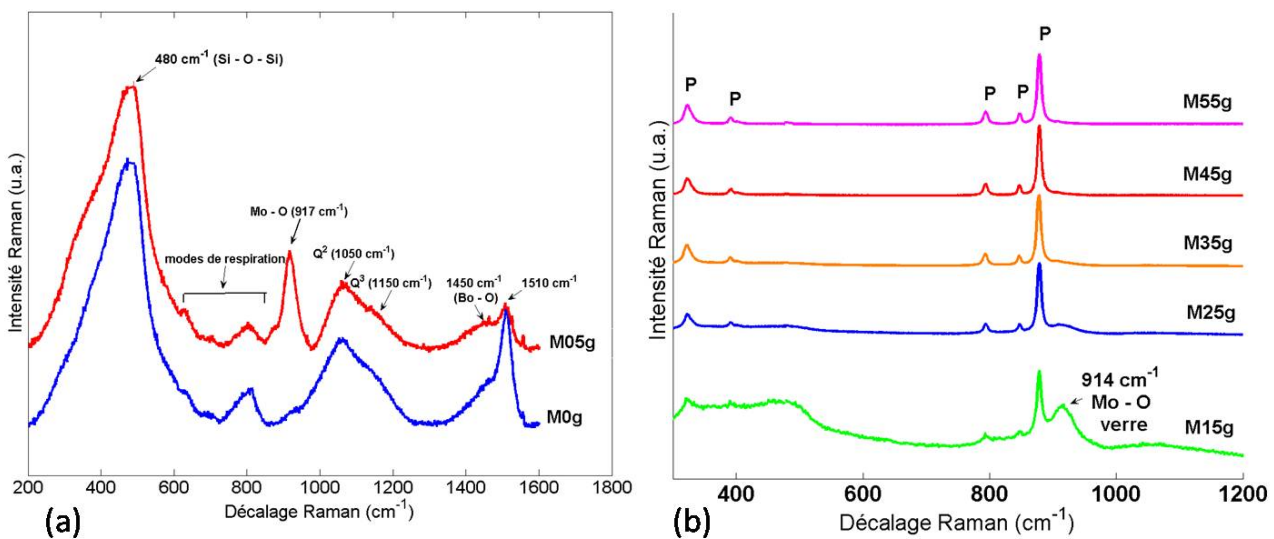 480 cm⁻¹ (Si - O - Si)
Mo - O (917 cm⁻¹)
modes de respiration
Q² (1050 cm⁻¹)
Q³ (1150 cm⁻¹)
1450 cm⁻¹
(Bo - O)
1510 cm⁻¹
M05g
M0g
Intensité Raman (u.a.)
200 400 600 800 1000 1200 1400 1600 1800
Décalage Raman (cm⁻¹)
(a)
P P P P P
M55g
M45g
M35g
M25g
914 cm⁻¹
Mo - O
verre
M15g
Intensité Raman (u.a.)
400 600 800 1000 1200
Décalage Raman (cm⁻¹)
(b)